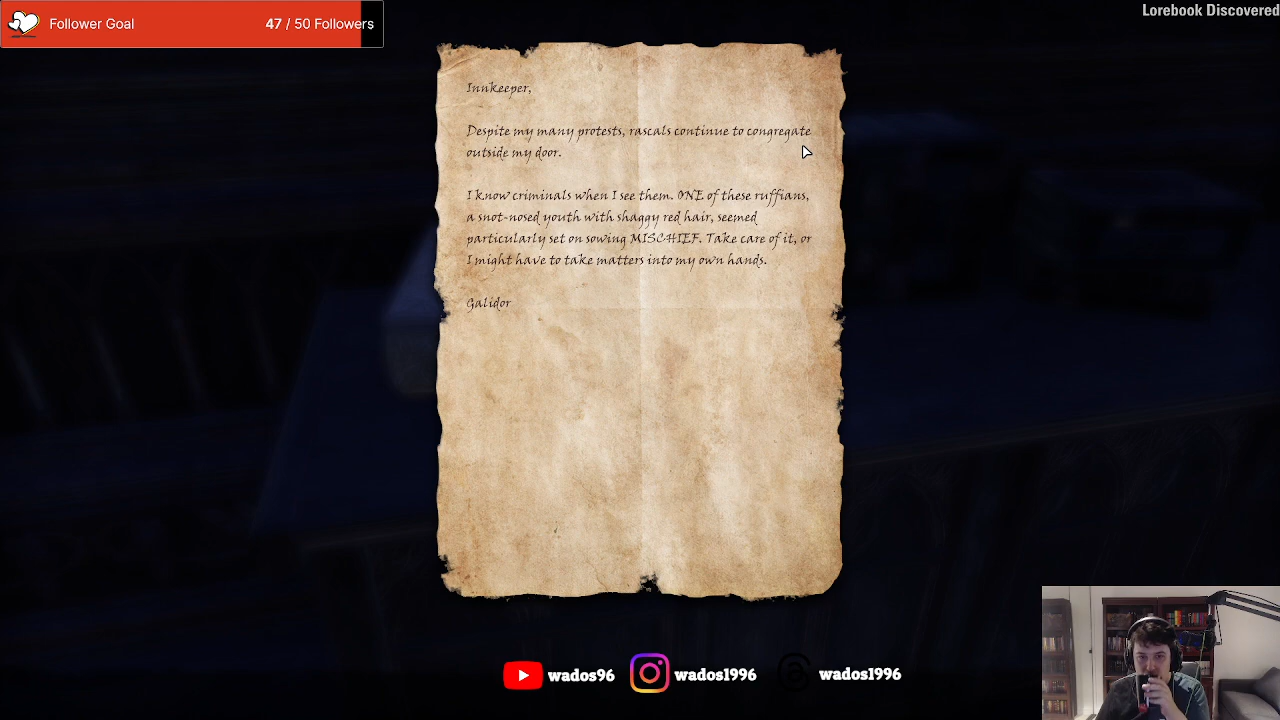 Follower Goal
47 / 50 Followers
Lorebook Discovered
Innkeeper,
Despite my many protests, rascals continue to congregate
outside my door.
I know criminals when I see them. ONE of these ruffians,
a snot-nosed youth with shaggy red hair, seemed
particularly set on sowing MISCHIEF. Take care of it, or
I might have to take matters into my own hands.
Galidor
wados96
wados1996
wados1996